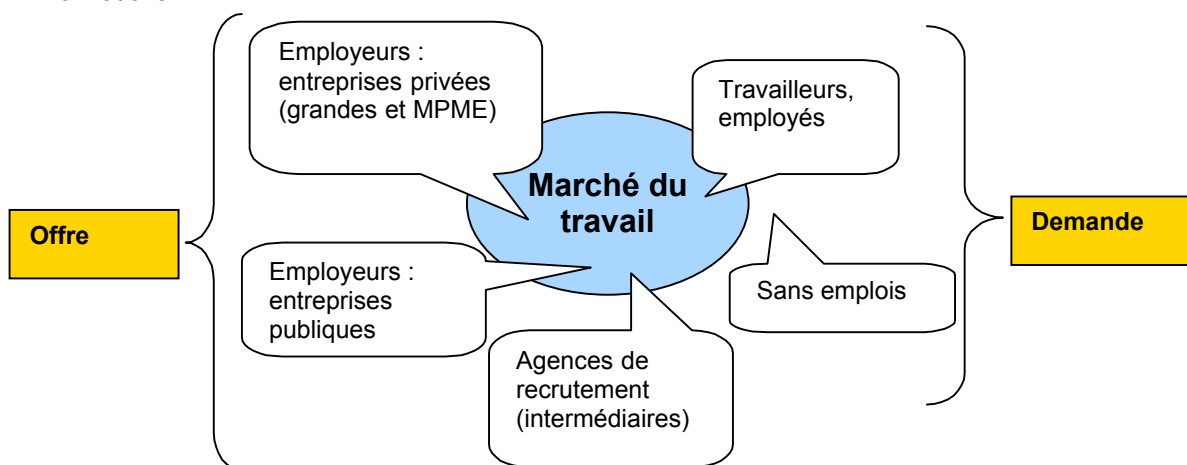 Employeurs :
entreprises privées
(grandes et MPME)
Travailleurs,
employés
Marché du
travail
Offre
Demande
Employeurs :
entreprises
publiques
Sans emplois
Agences de
recrutement
(intermédiaires)